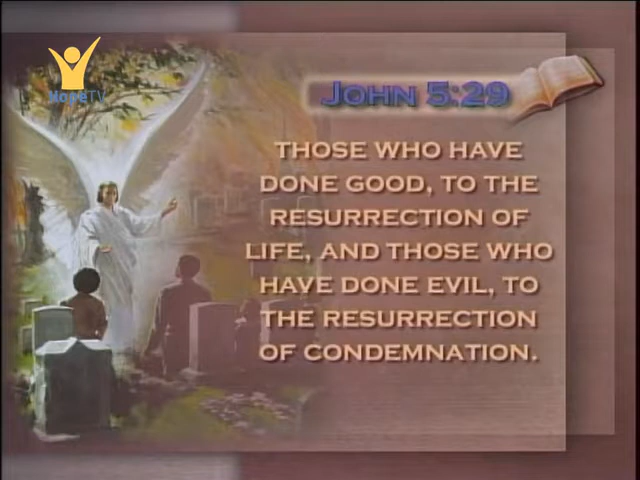 HopeTV
JOHN 5:29
THOSE WHO HAVE
DONE GOOD, TO THE
RESURRECTION OF
LIFE, AND THOSE WHO
HAVE DONE EVIL, TO
THE RESURRECTION
OF CONDEMNATION.